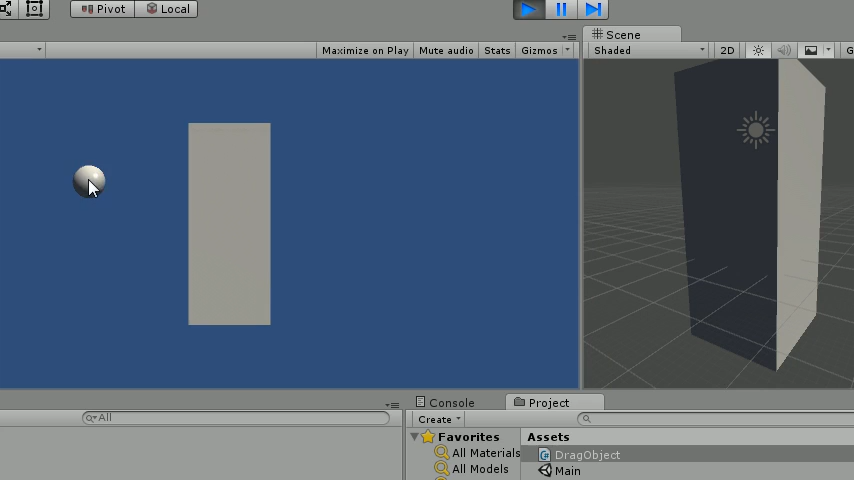 Pivot Local
Maximize on Play Mute audio Stats Gizmos
Scene
Shaded 2D G
Console Project
All
Create
Favorites Assets
All Materials DragObject
All Models Main